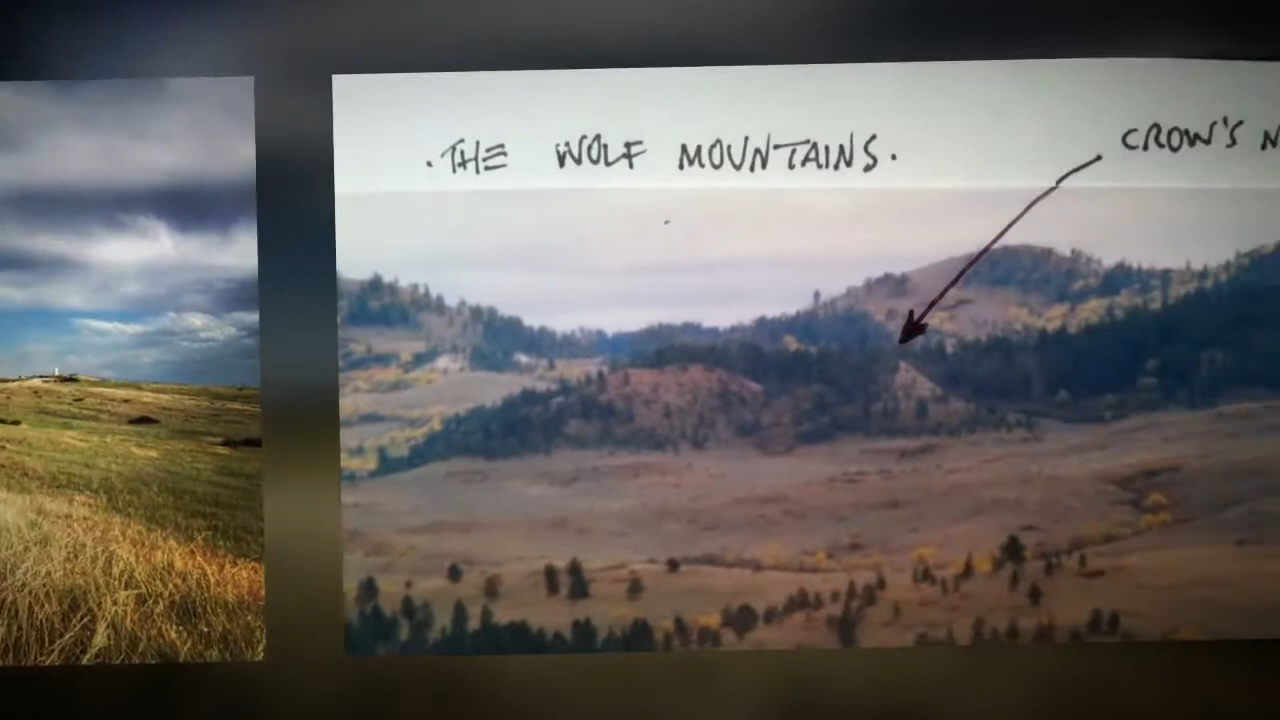 . THE WOLF MOUNTAINS .
CROW'S